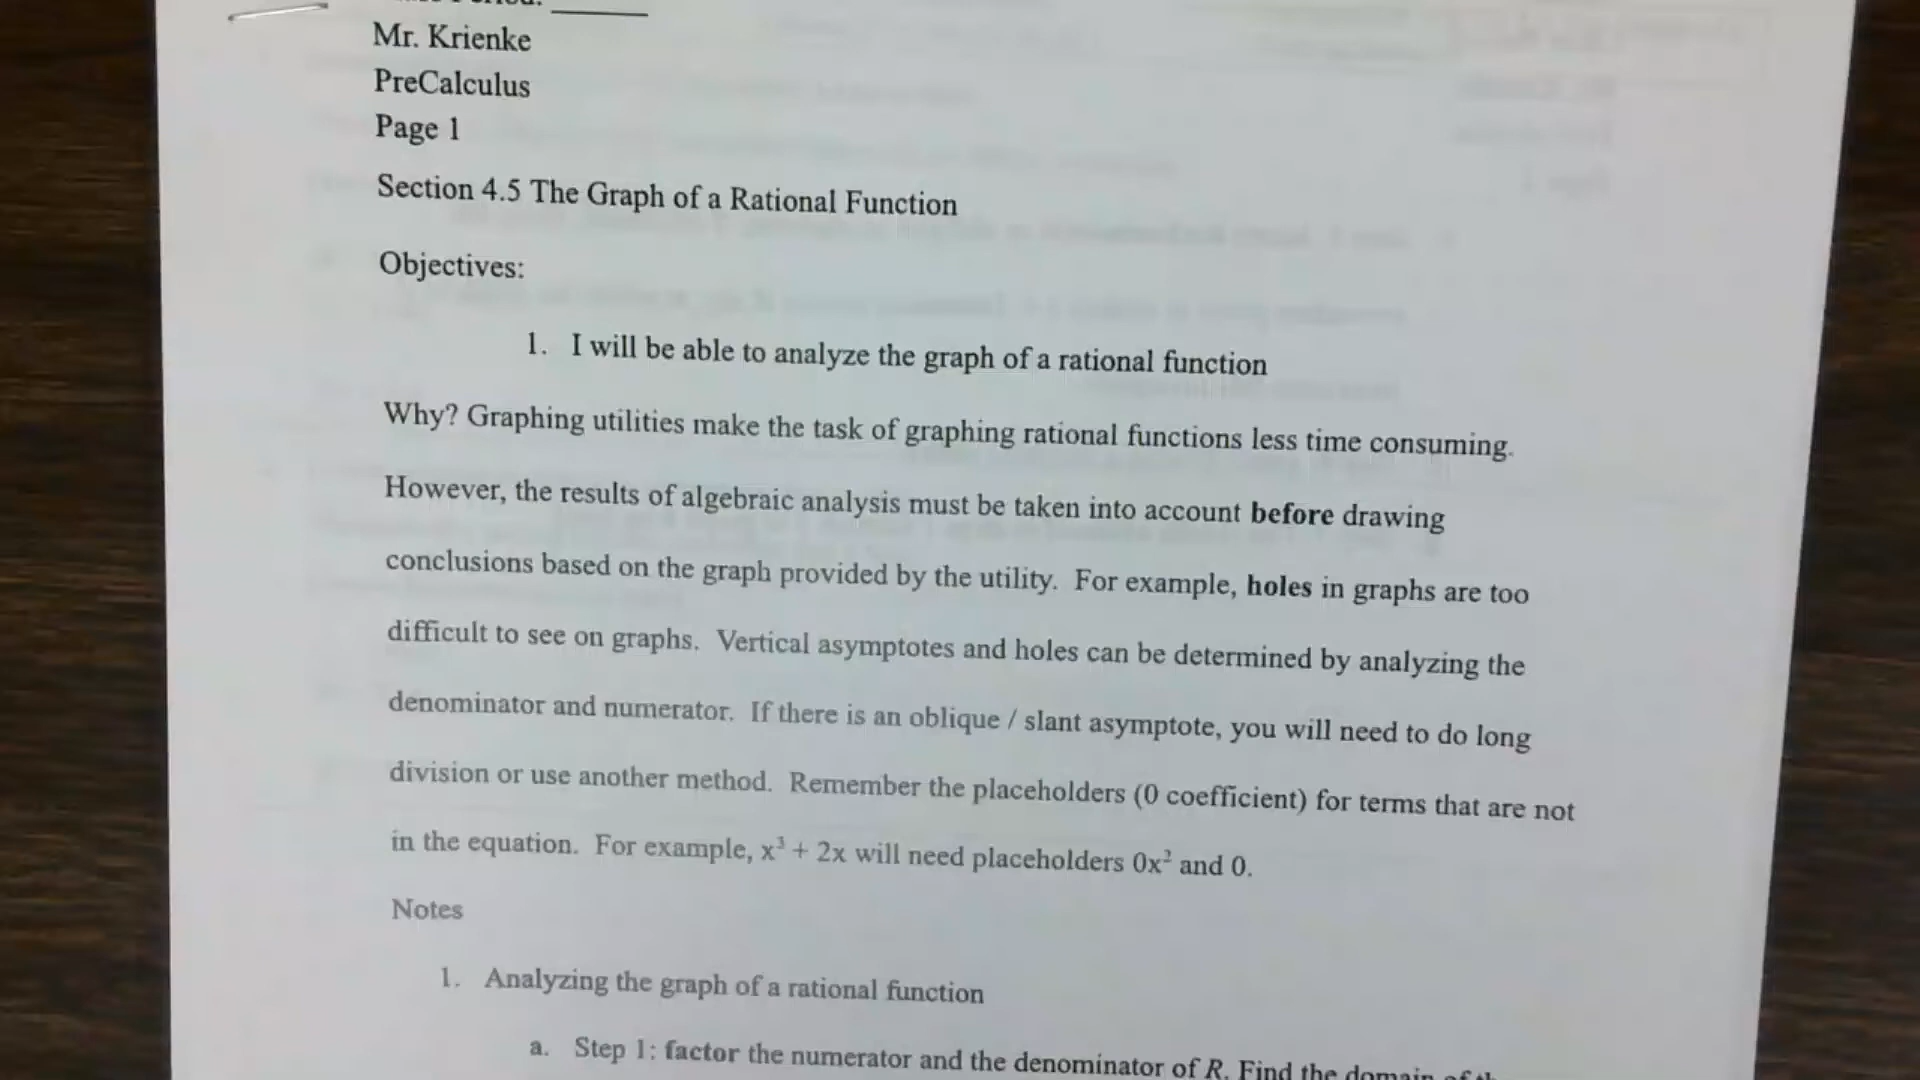 Mr. Krienke
PreCalculus
Page 1
Section 4.5 The Graph of a Rational Function
Objectives:
1. I will be able to analyze the graph of a rational function
Why? Graphing utilities make the task of graphing rational functions less time consuming.
However, the results of algebraic analysis must be taken into account before drawing
conclusions based on the graph provided by the utility. For example, holes in graphs are too
difficult to see on graphs. Vertical asymptotes and holes can be determined by analyzing the
denominator and numerator. If there is an oblique / slant asymptote, you will need to do long
division or use another method. Remember the placeholders (0 coefficient) for terms that are not
in the equation. For example, x³ + 2x will need placeholders 0x² and 0.
Notes
1. Analyzing the graph of a rational function
a. Step 1: factor the numerator and the denominator of R. Find the domain of